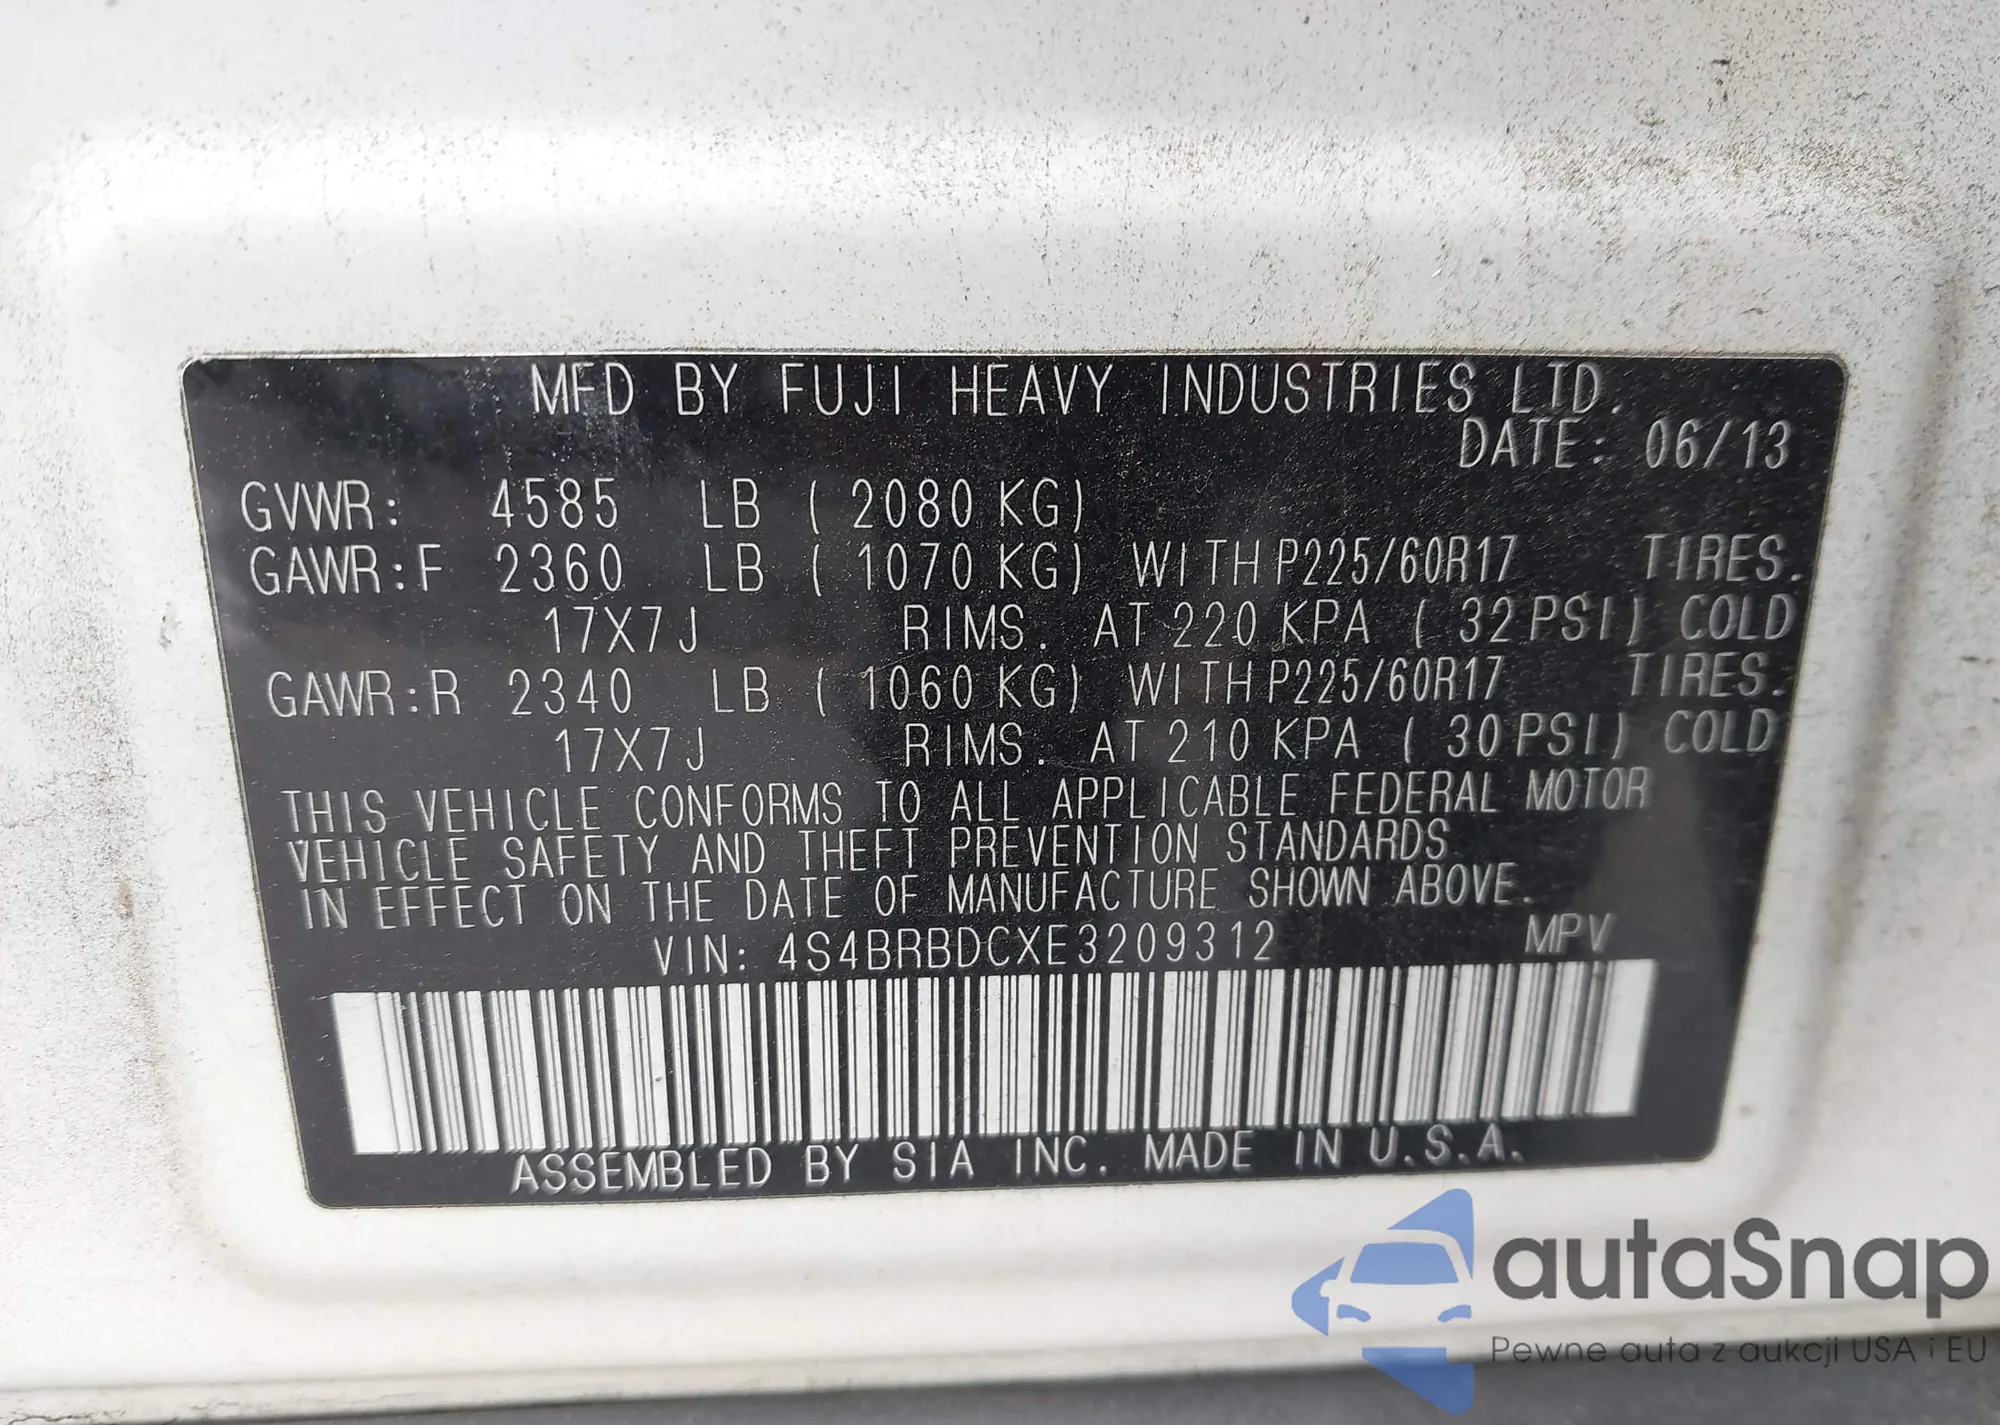 MFD BY FUJI HEAVY INDUSTRIES LTD.
DATE: 06/13
GVWR: 4585 LB ( 2080 KG)
GAWR:F 2360 LB ( 1070 KG) WITH P225/60R17 TIRES.
17X7J RIMS. AT 220 KPA ( 32 PSI) COLD
GAWR:R 2340 LB ( 1060 KG) WITH P225/60R17 TIRES.
17X7J RIMS. AT 210 KPA ( 30 PSI) COLD
THIS VEHICLE CONFORMS TO ALL APPLICABLE FEDERAL MOTOR
VEHICLE SAFETY AND THEFT PREVENTION STANDARDS
IN EFFECT ON THE DATE OF MANUFACTURE SHOWN ABOVE.
VIN: 4S4BRBDCXE3209312 MPV
ASSEMBLED BY SIA INC. MADE IN U.S.A.
autaSnap
Pewne auta z aukcji USA i EU